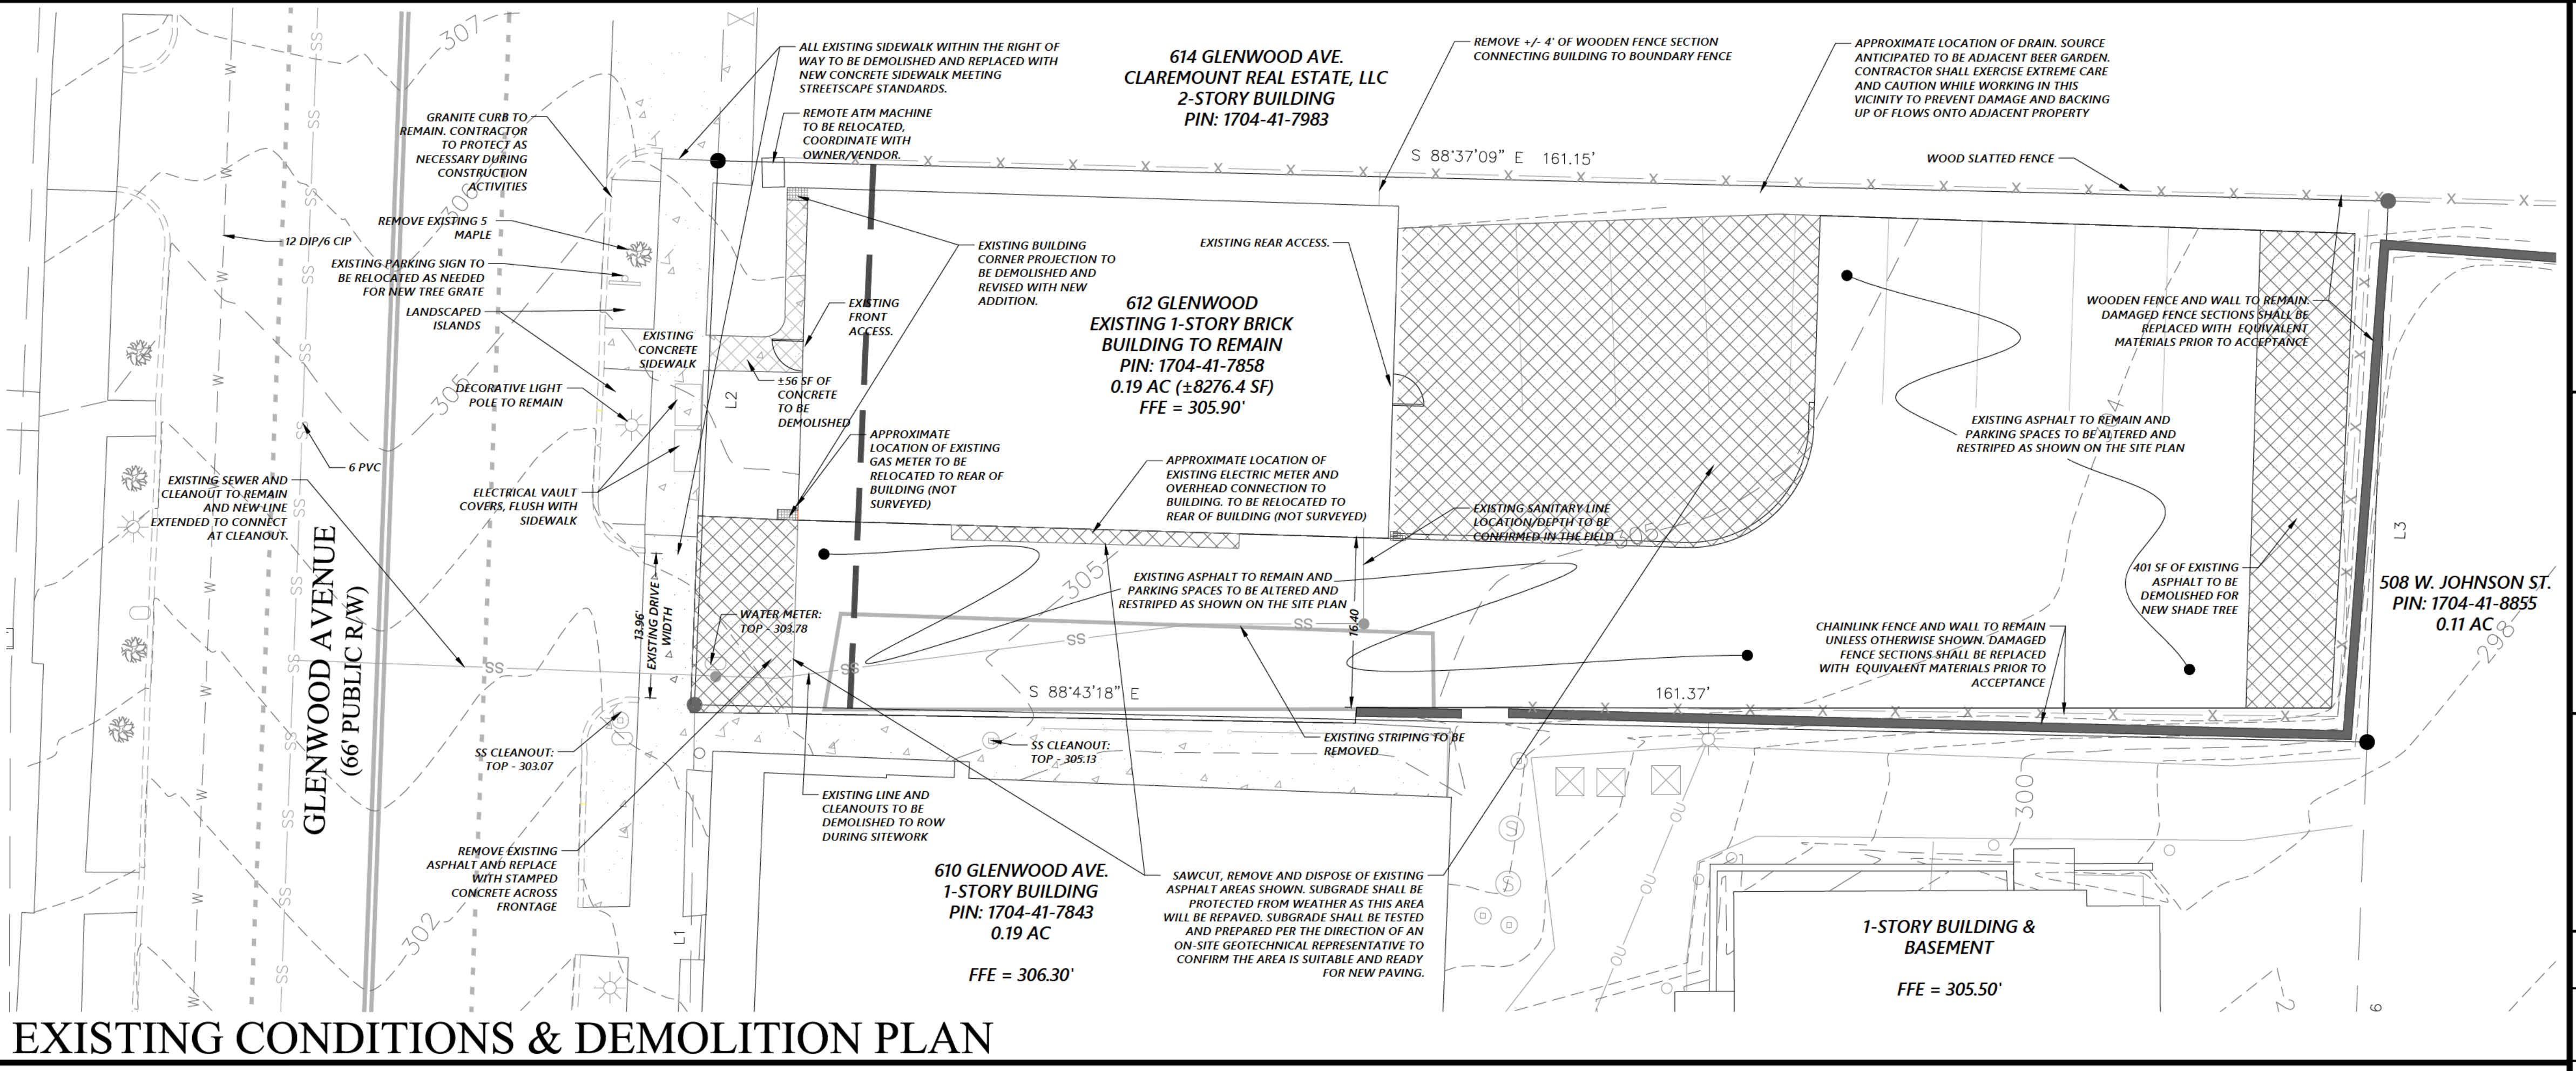 307
ALL EXISTING SIDEWALK WITHIN THE RIGHT OF
WAY TO BE DEMOLISHED AND REPLACED WITH
NEW CONCRETE SIDEWALK MEETING
STREETSCAPE STANDARDS.
REMOTE ATM MACHINE
TO BE RELOCATED,
COORDINATE WITH
OWNER/VENDOR.
614 GLENWOOD AVE.
CLAREMOUNT REAL ESTATE, LLC
2-STORY BUILDING
PIN: 1704-41-7983
REMOVE +/- 4' OF WOODEN FENCE SECTION
CONNECTING BUILDING TO BOUNDARY FENCE
APPROXIMATE LOCATION OF DRAIN. SOURCE
ANTICIPATED TO BE ADJACENT BEER GARDEN.
CONTRACTOR SHALL EXERCISE EXTREME CARE
AND CAUTION WHILE WORKING IN THIS
VICINITY TO PREVENT DAMAGE AND BACKING
UP OF FLOWS ONTO ADJACENT PROPERTY
S 88°37'09" E 161.15'
WOOD SLATTED FENCE
GRANITE CURB TO
REMAIN. CONTRACTOR
TO PROTECT AS
NECESSARY DURING
CONSTRUCTION
ACTIVITIES
306
REMOVE EXISTING 5
MAPLE
12 DIP/6 CIP
EXISTING PARKING SIGN TO
BE RELOCATED AS NEEDED
FOR NEW TREE GRATE
LANDSCAPED
ISLANDS
EXISTING
CONCRETE
SIDEWALK
DECORATIVE LIGHT
POLE TO REMAIN
305
L2
EXISTING BUILDING
CORNER PROJECTION TO
BE DEMOLISHED AND
REVISED WITH NEW
ADDITION.
EXISTING
FRONT
ACCESS.
±56 SF OF
CONCRETE
TO BE
DEMOLISHED
EXISTING REAR ACCESS.
612 GLENWOOD
EXISTING 1-STORY BRICK
BUILDING TO REMAIN
PIN: 1704-41-7858
0.19 AC (±8276.4 SF)
FFE = 305.90'
WOODEN FENCE AND WALL TO REMAIN.
DAMAGED FENCE SECTIONS SHALL BE
REPLACED WITH EQUIVALENT
MATERIALS PRIOR TO ACCEPTANCE
304
EXISTING ASPHALT TO REMAIN AND
PARKING SPACES TO BE ALTERED AND
RESTRIPED AS SHOWN ON THE SITE PLAN
6 PVC
EXISTING SEWER AND
CLEANOUT TO REMAIN
AND NEW LINE
EXTENDED TO CONNECT
AT CLEANOUT.
ELECTRICAL VAULT
COVERS, FLUSH WITH
SIDEWALK
APPROXIMATE
LOCATION OF EXISTING
GAS METER TO BE
RELOCATED TO REAR OF
BUILDING (NOT
SURVEYED)
APPROXIMATE LOCATION OF
EXISTING ELECTRIC METER AND
OVERHEAD CONNECTION TO
BUILDING. TO BE RELOCATED TO
REAR OF BUILDING (NOT SURVEYED)
EXISTING SANITARY LINE
LOCATION/DEPTH TO BE
CONFIRMED IN THE FIELD
305
L3
GLENWOOD AVENUE
(66' PUBLIC R/W)
13.96'
EXISTING DRIVE
WIDTH
WATER METER:
TOP - 303.78
305
EXISTING ASPHALT TO REMAIN AND
PARKING SPACES TO BE ALTERED AND
RESTRIPED AS SHOWN ON THE SITE PLAN
16.40
401 SF OF EXISTING
ASPHALT TO BE
DEMOLISHED FOR
NEW SHADE TREE
508 W. JOHNSON ST.
PIN: 1704-41-8855
0.11 AC
298
CHAINLINK FENCE AND WALL TO REMAIN
UNLESS OTHERWISE SHOWN. DAMAGED
FENCE SECTIONS SHALL BE REPLACED
WITH EQUIVALENT MATERIALS PRIOR TO
ACCEPTANCE
S 88°43'18" E 161.37'
SS CLEANOUT:
TOP - 303.07
SS CLEANOUT:
TOP - 305.13
EXISTING STRIPING TO BE
REMOVED
EXISTING LINE AND
CLEANOUTS TO BE
DEMOLISHED TO ROW
DURING SITEWORK
REMOVE EXISTING
ASPHALT AND REPLACE
WITH STAMPED
CONCRETE ACROSS
FRONTAGE
302
L1
610 GLENWOOD AVE.
1-STORY BUILDING
PIN: 1704-41-7843
0.19 AC
FFE = 306.30'
SAWCUT, REMOVE AND DISPOSE OF EXISTING
ASPHALT AREAS SHOWN. SUBGRADE SHALL BE
PROTECTED FROM WEATHER AS THIS AREA
WILL BE REPAVED. SUBGRADE SHALL BE TESTED
AND PREPARED PER THE DIRECTION OF AN
ON-SITE GEOTECHNICAL REPRESENTATIVE TO
CONFIRM THE AREA IS SUITABLE AND READY
FOR NEW PAVING.
300
1-STORY BUILDING &
BASEMENT
FFE = 305.50'
EXISTING CONDITIONS & DEMOLITION PLAN